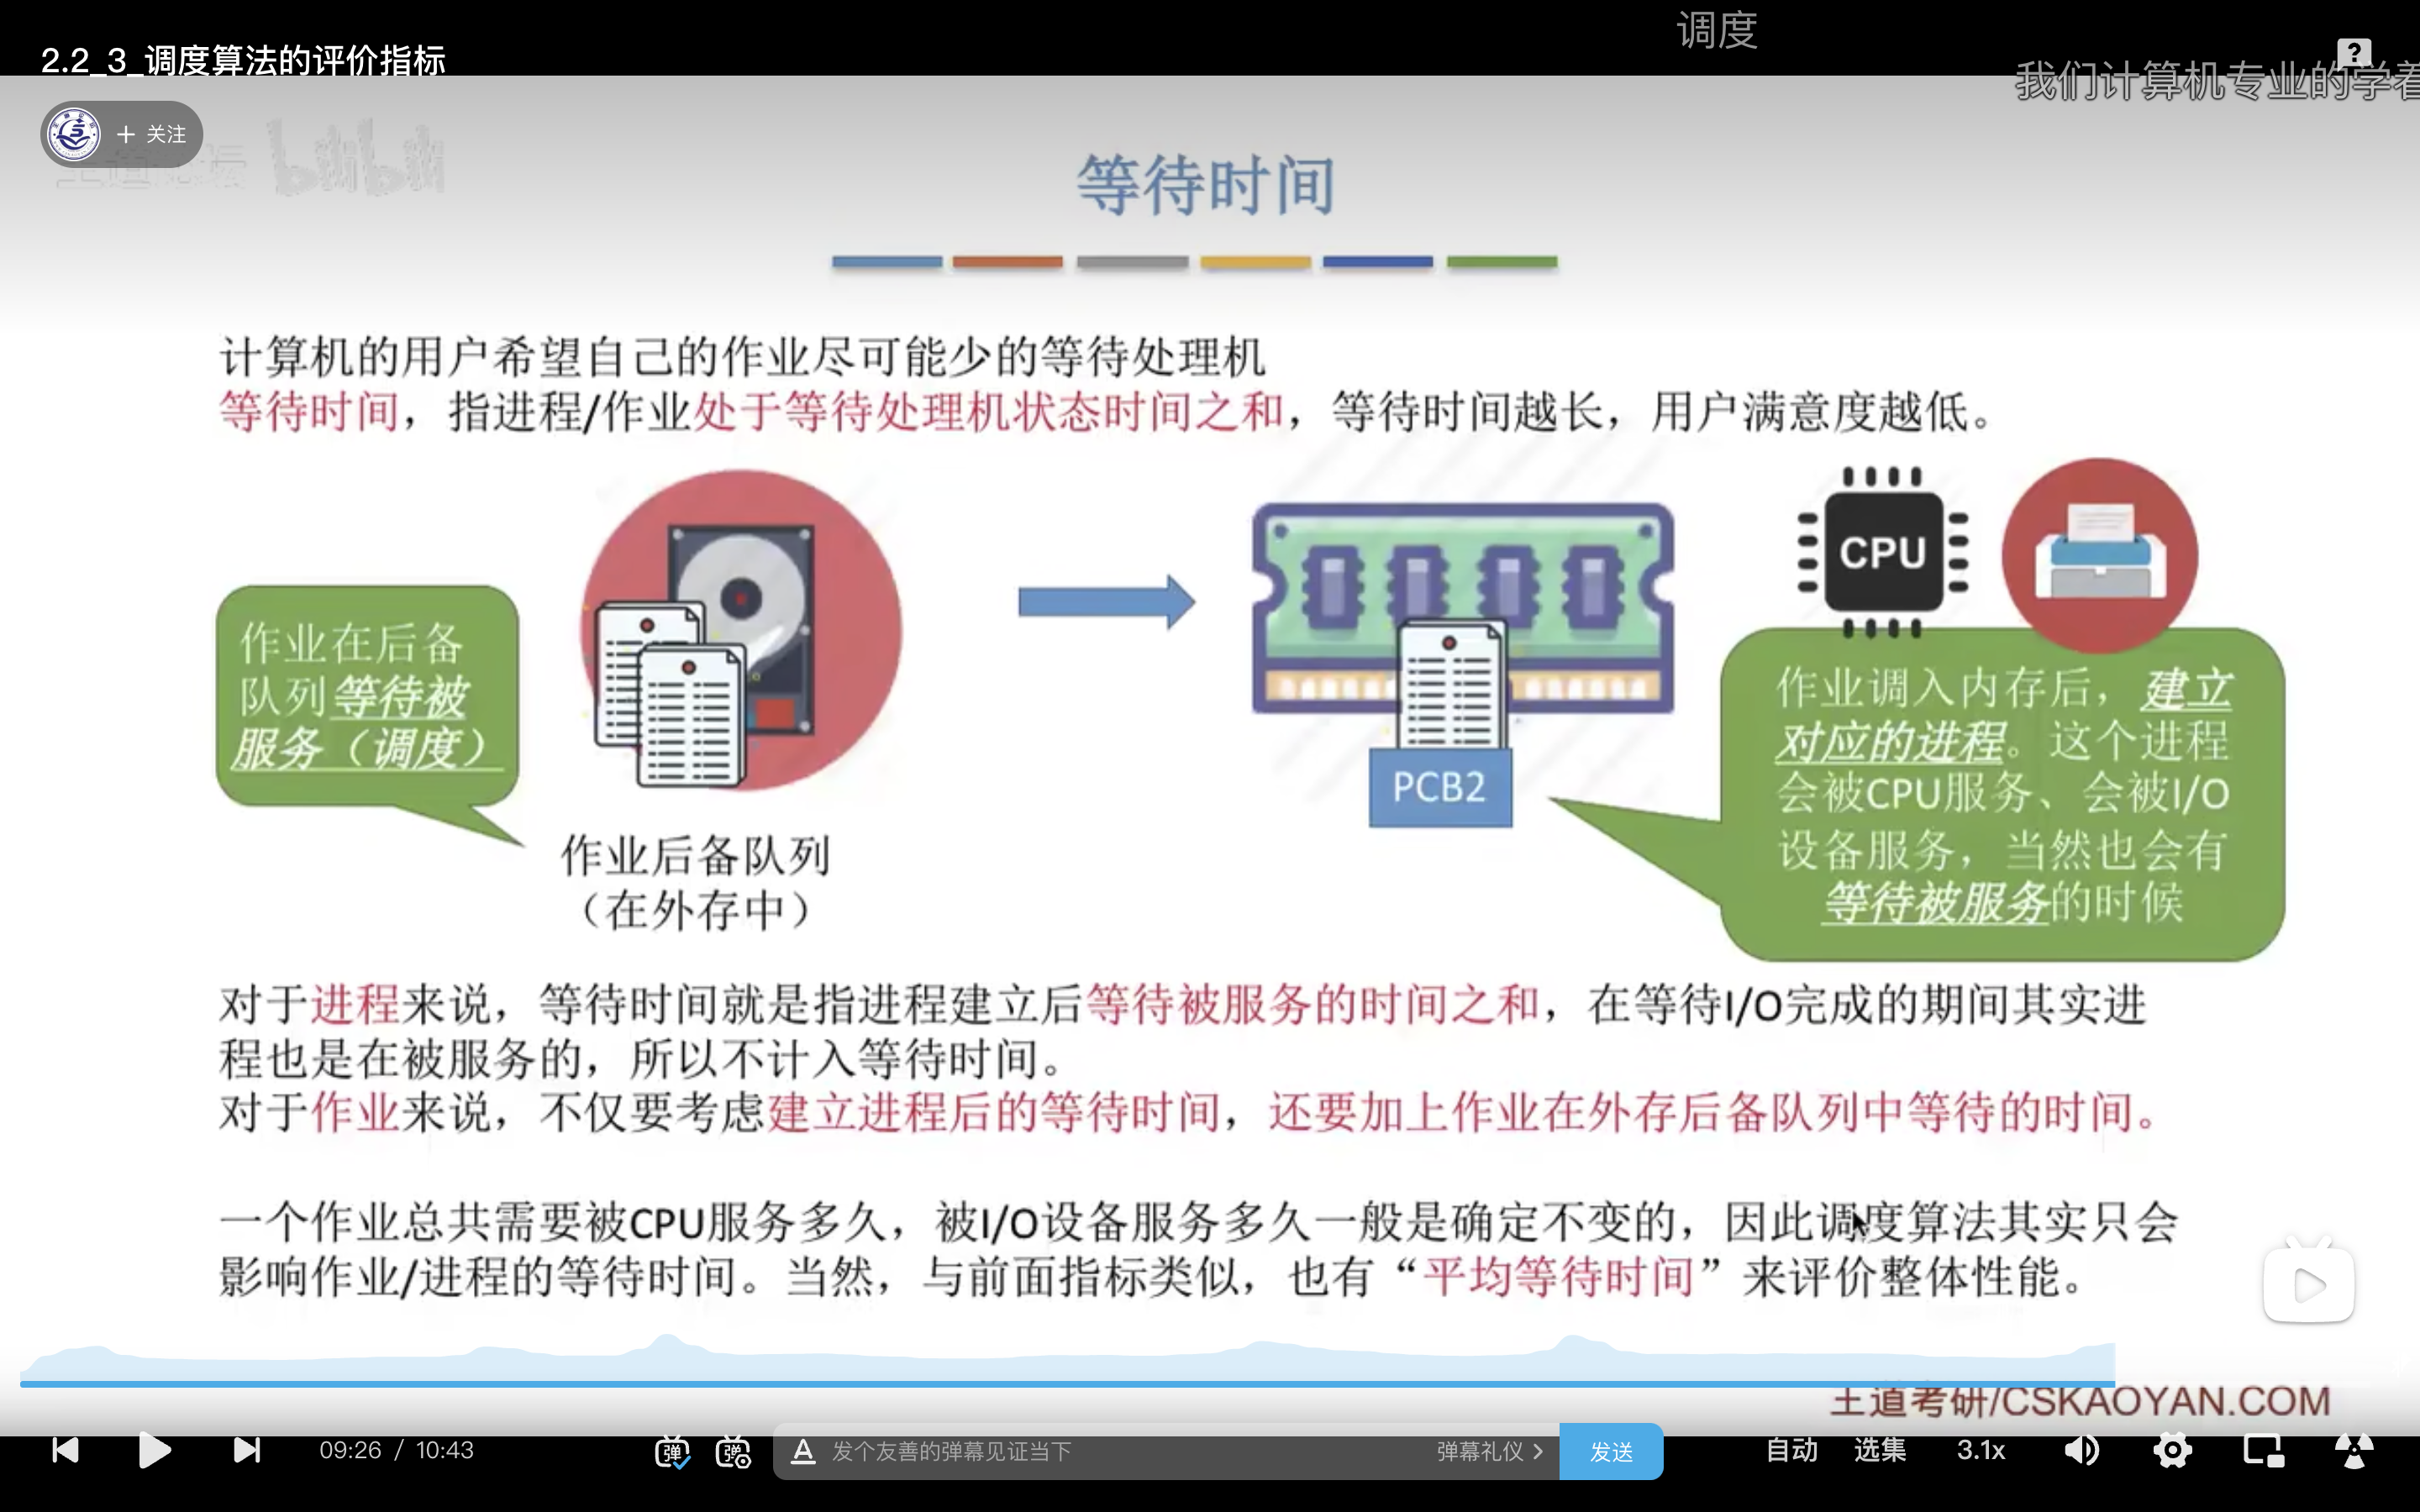 调度
2.2_3_调度算法的评价指标
我们计算机专业的学着
+ 关注
bilibili
等待时间
计算机的用户希望自己的作业尽可能少的等待处理机
等待时间，指进程/作业处于等待处理机状态时间之和，等待时间越长，用户满意度越低。
CPU
作业在后备
队列等待被
服务（调度）
作业后备队列
（在外存中）
PCB2
作业调入内存后，建立
对应的进程。这个进程
会被CPU服务、会被I/O
设备服务，当然也会有
等待被服务的时候
对于进程来说，等待时间就是指进程建立后等待被服务的时间之和，在等待I/O完成的期间其实进
程也是在被服务的，所以不计入等待时间。
对于作业来说，不仅要考虑建立进程后的等待时间，还要加上作业在外存后备队列中等待的时间。
一个作业总共需要被CPU服务多久，被I/O设备服务多久一般是确定不变的，因此调度算法其实只会
影响作业/进程的等待时间。当然，与前面指标类似，也有“平均等待时间”来评价整体性能。
王道考研/CSKAOYAN.COM
09:26 / 10:43
弹
弹
A
发个友善的弹幕见证当下
弹幕礼仪 >
发送
自动
选集
3.1x